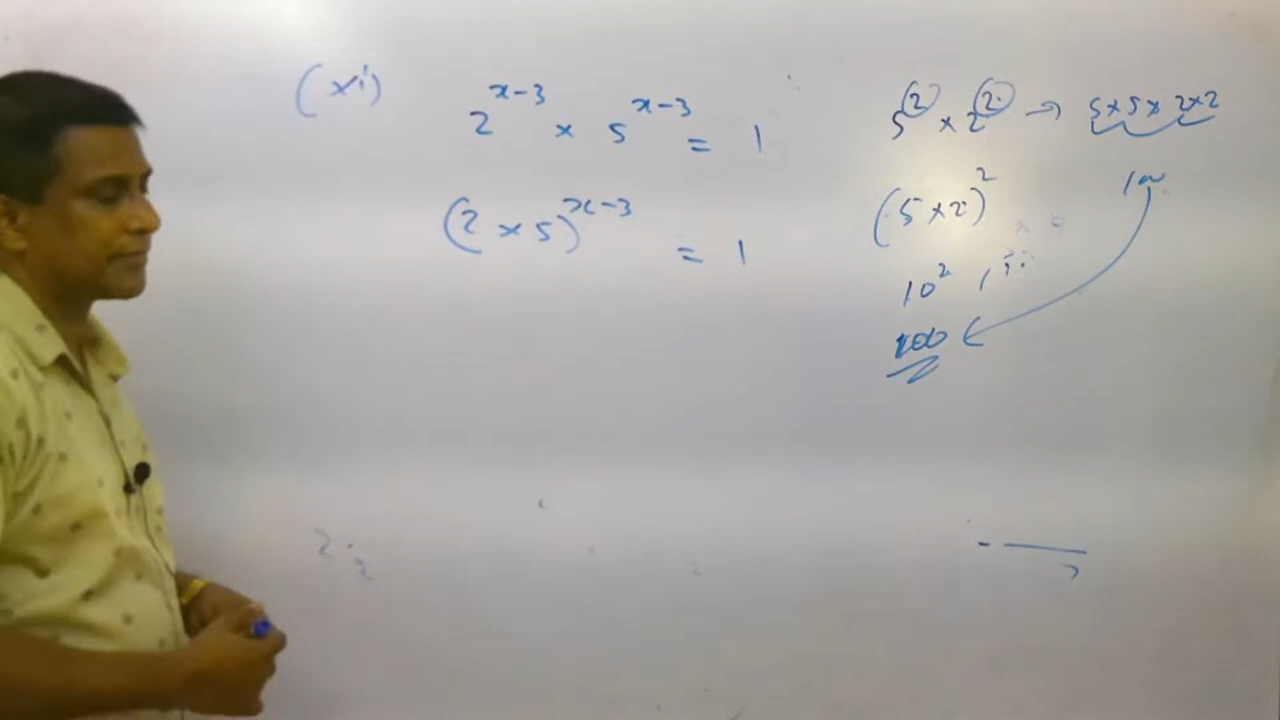 (xi) 2^{x-3} × 5^{x-3} = 1
(2 × 5)^{x-3} = 1
5^{2} × 2^{2} → 5×5×2×2
(5×2)^{2}
10^{2}
100